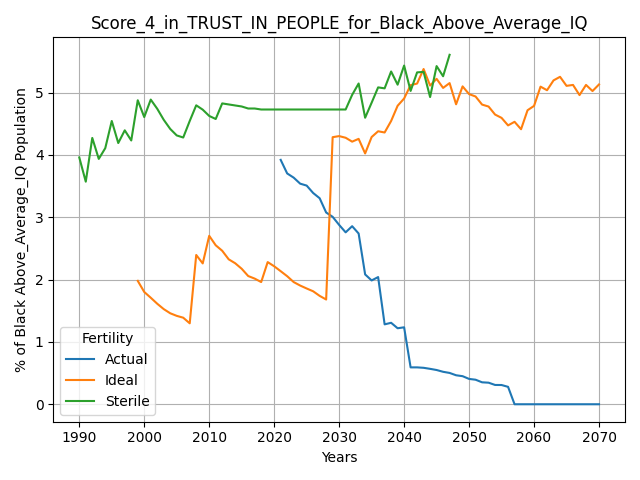 Score_4_in_TRUST_IN_PEOPLE_for_Black_Above_Average_IQ
% of Black Above_Average_IQ Population
5
4
3
2
1
0
Fertility
Actual
Ideal
Sterile
1990 2000 2010 2020 2030 2040 2050 2060 2070
Years